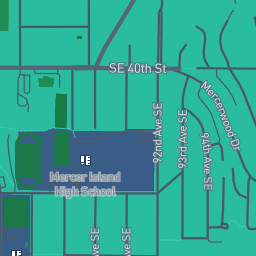 SE 40th St
Mercerwood Dr
92nd Ave SE
93rd Ave SE
94th Ave SE
Mercer Island
High School
Ave SE
Ave SE